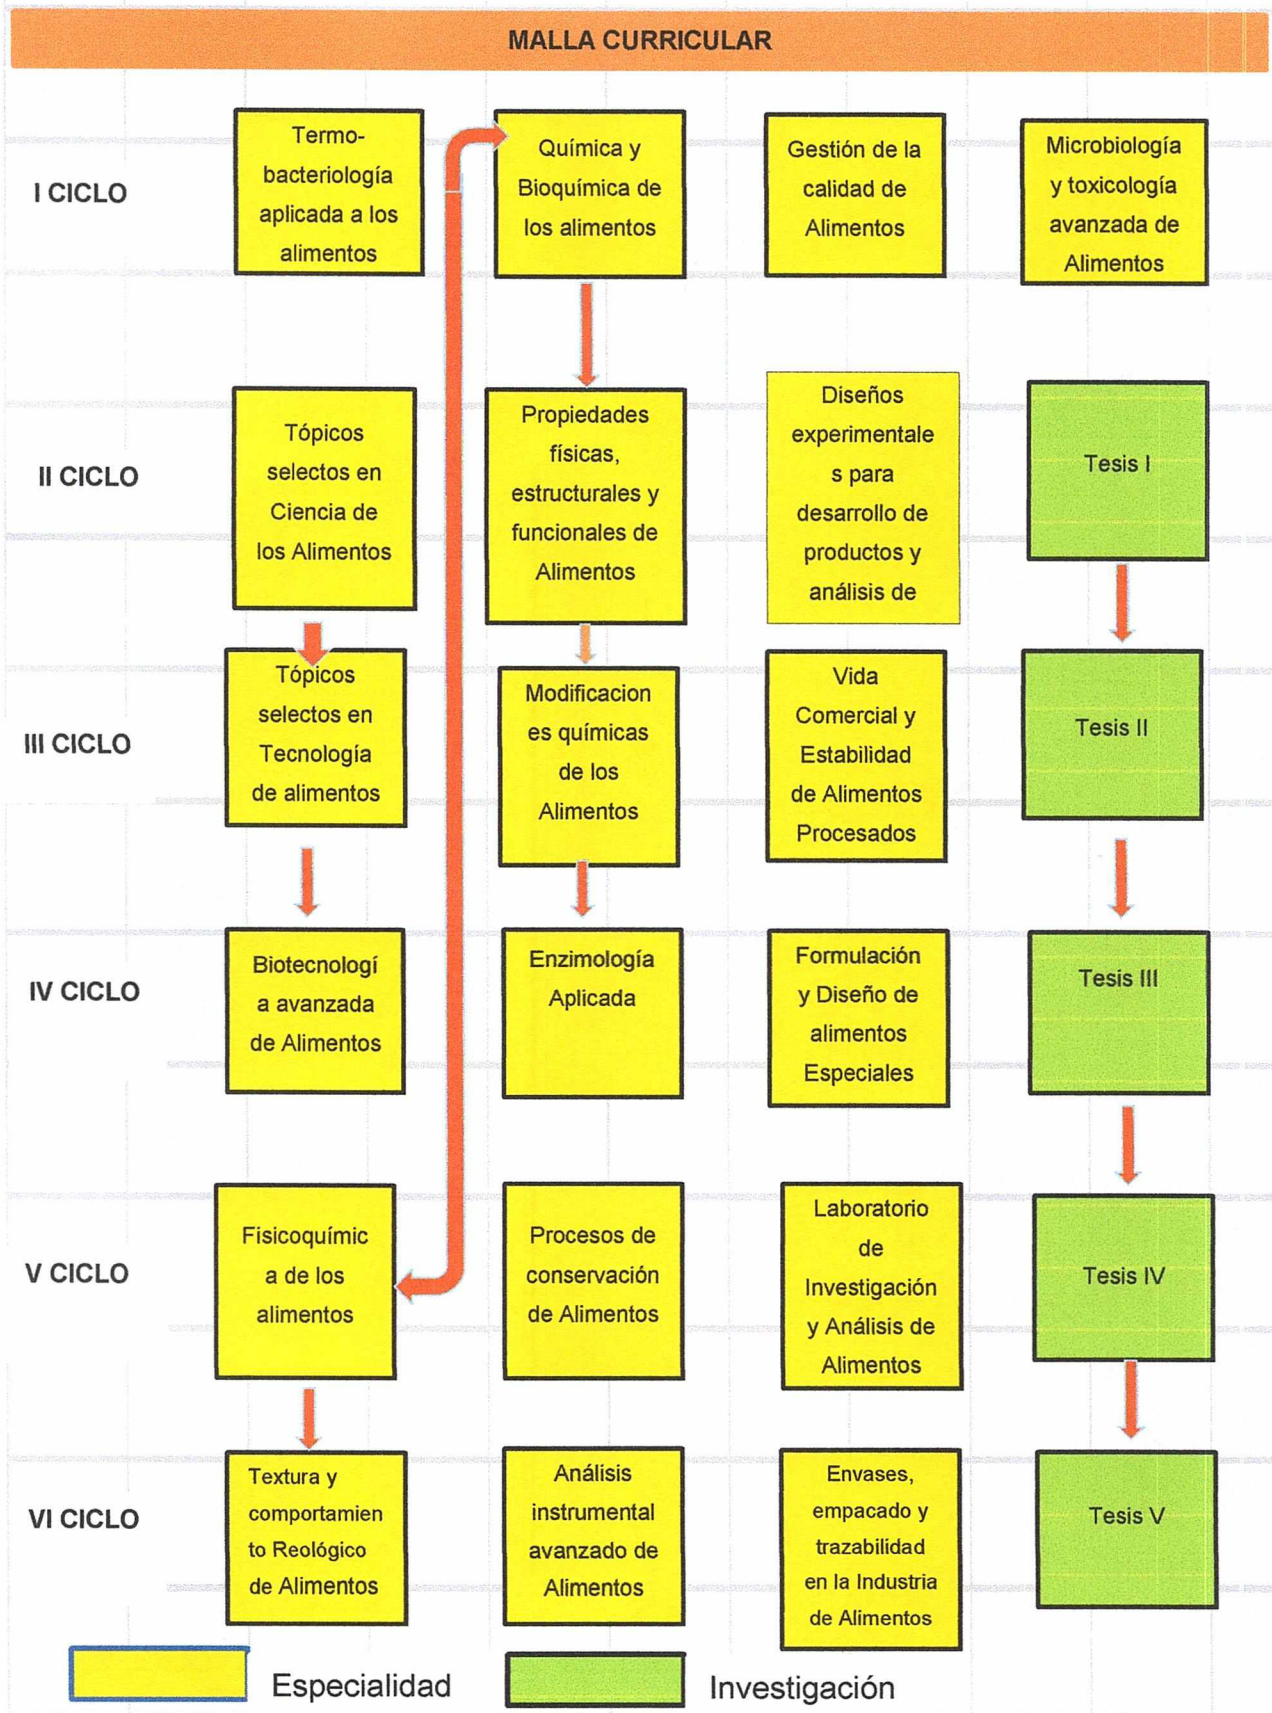 MALLA CURRICULAR
I CICLO
Termo-
bacteriología
aplicada a los
alimentos
Química y
Bioquímica de
los alimentos
Gestión de la
calidad de
Alimentos
Microbiología
y toxicología
avanzada de
Alimentos
II CICLO
Tópicos
selectos en
Ciencia de
los Alimentos
Propiedades
físicas,
estructurales y
funcionales de
Alimentos
Diseños
experimentale
s para
desarrollo de
productos y
análisis de
Tesis I
III CICLO
Tópicos
selectos en
Tecnología
de alimentos
Modificacion
es químicas
de los
Alimentos
Vida
Comercial y
Estabilidad
de Alimentos
Procesados
Tesis II
IV CICLO
Biotecnologí
a avanzada
de Alimentos
Enzimología
Aplicada
Formulación
y Diseño de
alimentos
Especiales
Tesis III
V CICLO
Fisicoquímic
a de los
alimentos
Procesos de
conservación
de Alimentos
Laboratorio
de
Investigación
y Análisis de
Alimentos
Tesis IV
VI CICLO
Textura y
comportamien
to Reológico
de Alimentos
Análisis
instrumental
avanzado de
Alimentos
Envases,
empacado y
trazabilidad
en la Industria
de Alimentos
Tesis V
Especialidad
Investigación